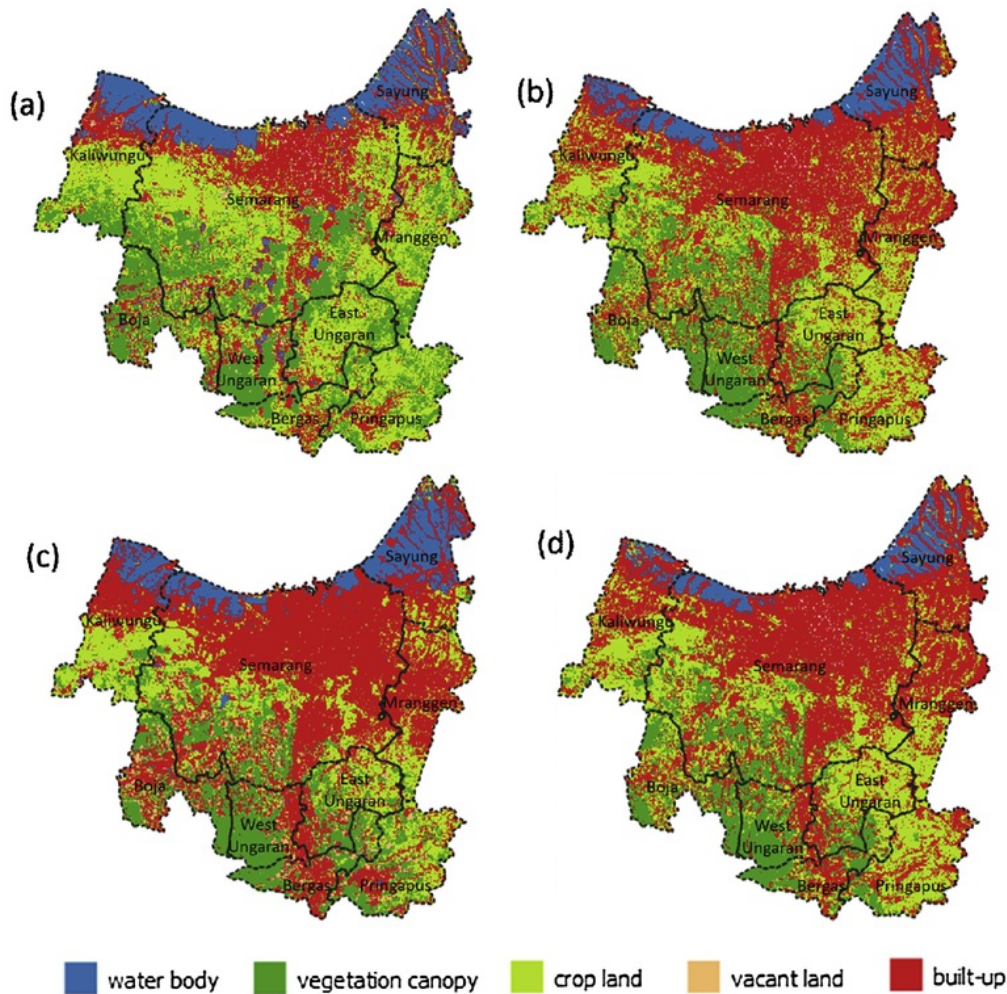 (a)
Sayung
Kaliwungu
Semarang
Mranggen
East
Ungaran
Boja
West
Ungaran
Bergas
Pringapus
(b)
Sayung
Kaliwungu
Semarang
Mranggen
East
Ungaran
Boja
West
Ungaran
Bergas
Pringapus
(c)
Sayung
Kaliwungu
Semarang
Mranggen
East
Ungaran
Boja
West
Ungaran
Bergas
Pringapus
(d)
Sayung
Kaliwungu
Semarang
Mranggen
East
Ungaran
Boja
West
Ungaran
Bergas
Pringapus
water body
vegetation canopy
crop land
vacant land
built-up